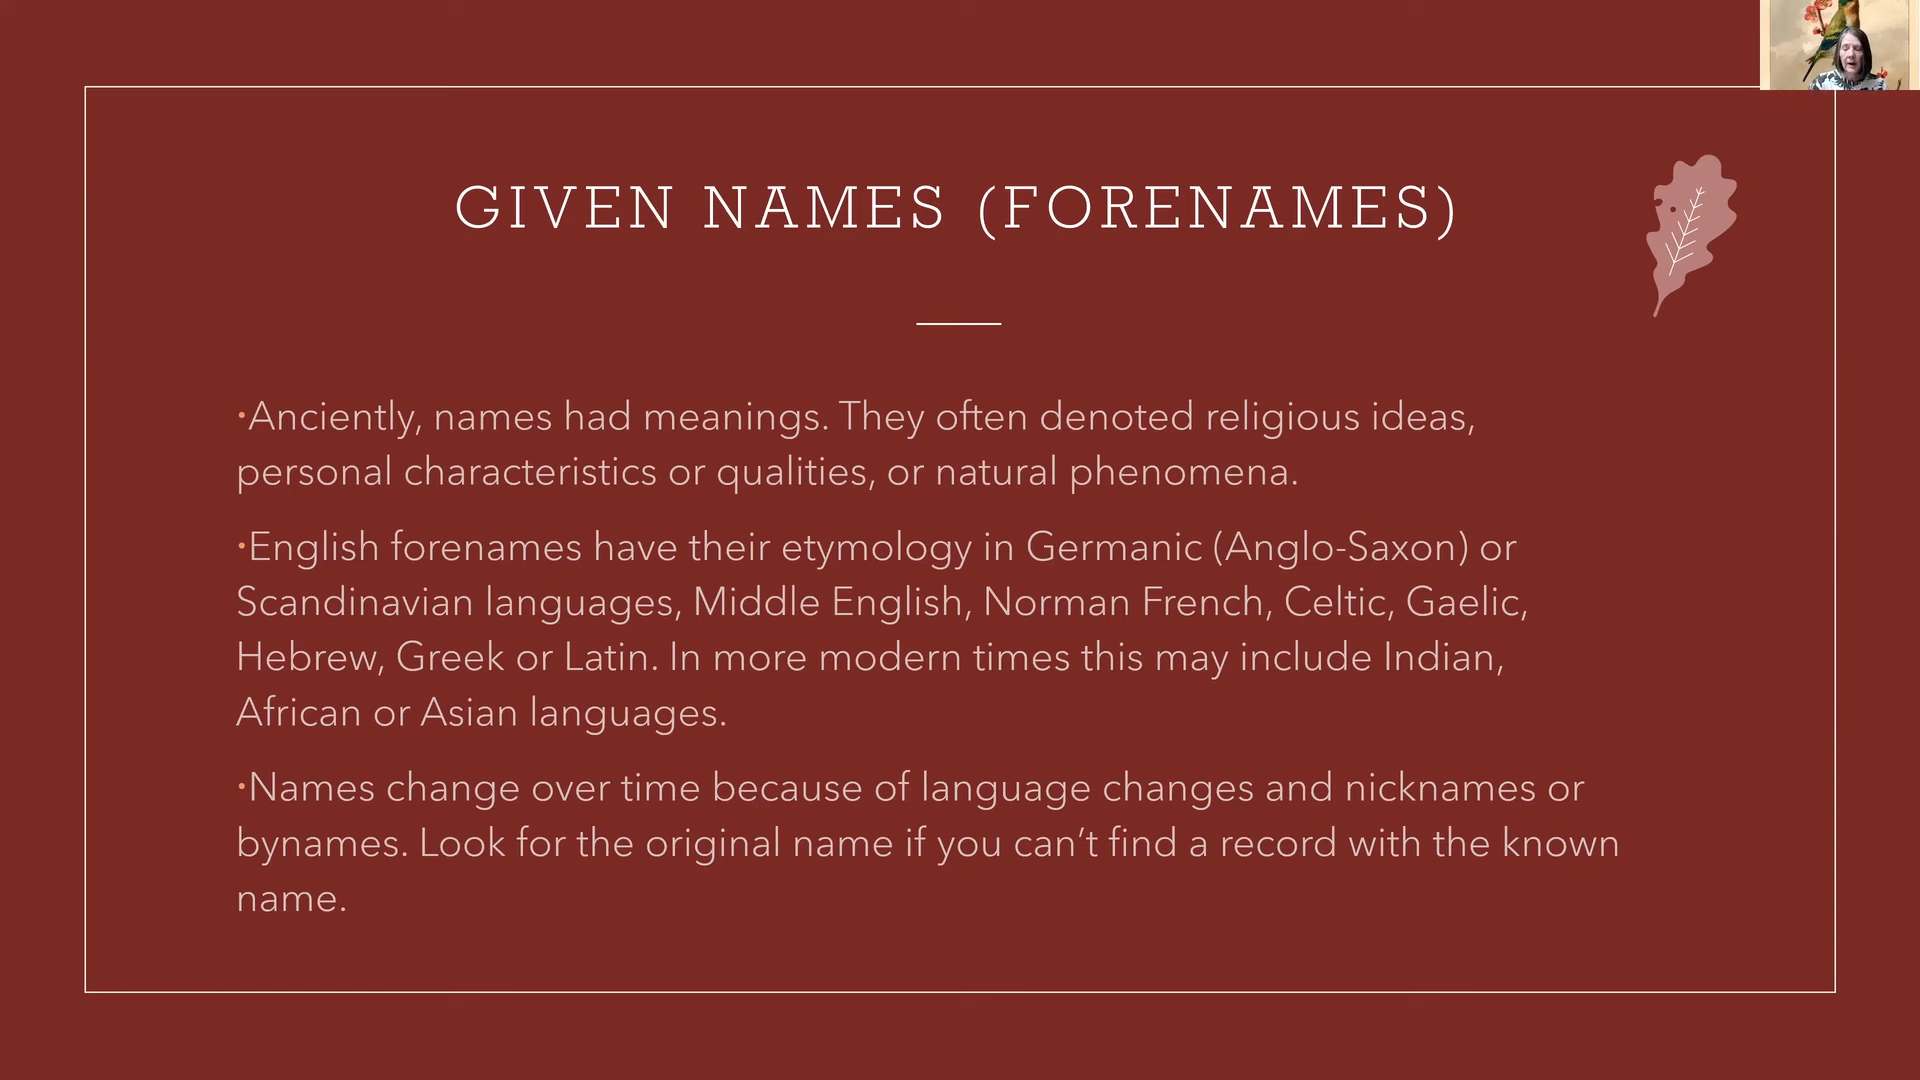 GIVEN NAMES (FORENAMES)
•Anciently, names had meanings. They often denoted religious ideas,
personal characteristics or qualities, or natural phenomena.
•English forenames have their etymology in Germanic (Anglo-Saxon) or
Scandinavian languages, Middle English, Norman French, Celtic, Gaelic,
Hebrew, Greek or Latin. In more modern times this may include Indian,
African or Asian languages.
•Names change over time because of language changes and nicknames or
bynames. Look for the original name if you can’t find a record with the known
name.